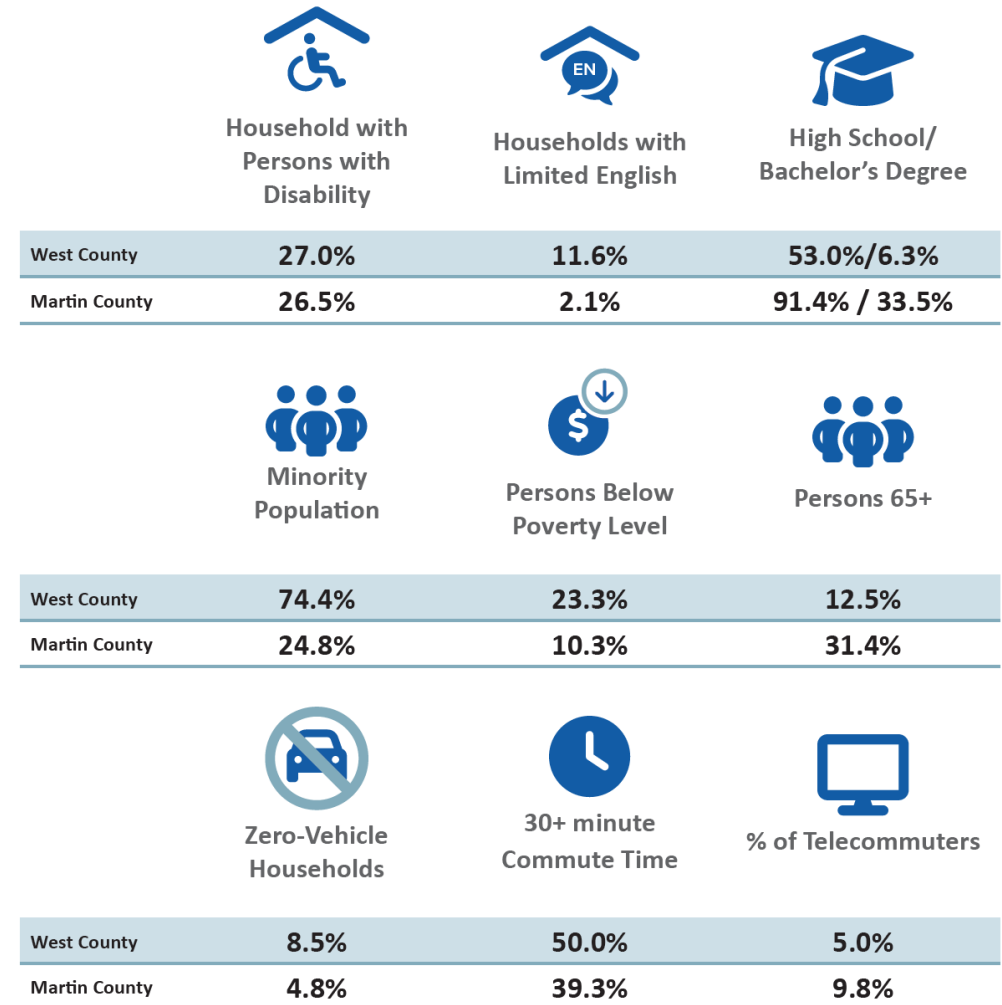 EN
Household with
Persons with
Disability
Households with
Limited English
High School/
Bachelor's Degree
West County 27.0% 11.6% 53.0%/6.3%
Martin County 26.5% 2.1% 91.4% / 33.5%
$
Minority
Population
Persons Below
Poverty Level
Persons 65+
West County 74.4% 23.3% 12.5%
Martin County 24.8% 10.3% 31.4%
Zero-Vehicle
Households
30+ minute
Commute Time
% of Telecommuters
West County 8.5% 50.0% 5.0%
Martin County 4.8% 39.3% 9.8%